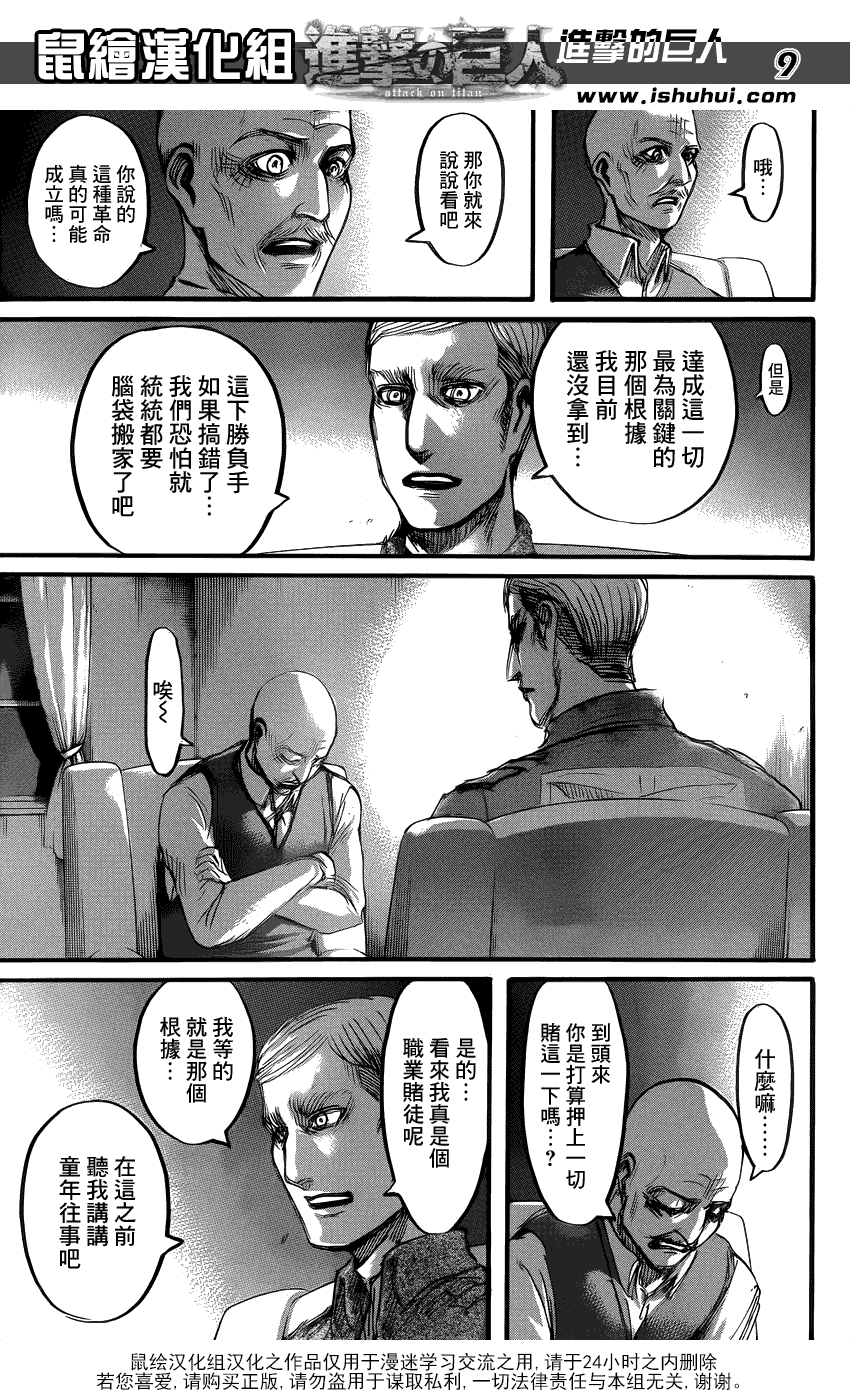 鼠繪漢化組
進撃の巨人
attack on titan
進擊的巨人
www.ishuhui.com
9
哦…
那你就來
說說看吧
你說的
這種革命
真的可能
成立嗎…
但是
達成這一切
最為關鍵的
那個根據
我目前
還沒拿到…
這下勝負手
如果搞錯了…
我們恐怕就
統統都要
腦袋搬家了吧
唉〜
什麼嘛……
到頭來
你是打算押上一切
賭這一下嗎…?
是的…
看來我真是個
職業賭徒呢
我等的
就是那個
根據…
在這之前
聽我講講
童年往事吧
鼠绘汉化组汉化之作品仅用于漫迷学习交流之用, 请于24小时之内删除
若您喜爱, 请购买正版, 请勿盗用于谋取私利, 一切法律责任与本组无关, 谢谢。